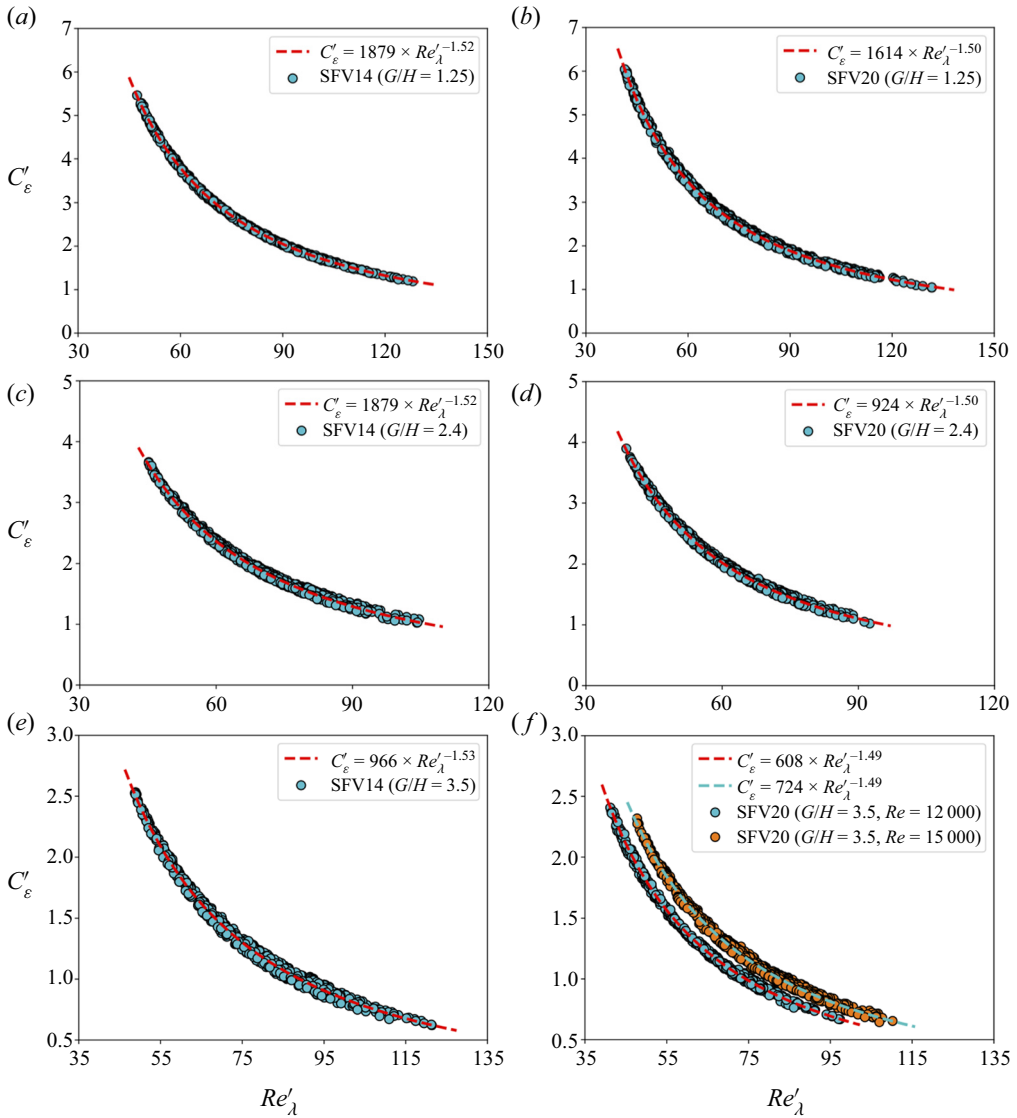 (a)
7
6
5
4
3
2
1
0
C′ε
C′ε = 1879 × Re′λ^−1.52
SFV14 (G/H = 1.25)
30 60 90 120 150
(b)
7
6
5
4
3
2
1
0
C′ε = 1614 × Re′λ^−1.50
SFV20 (G/H = 1.25)
30 60 90 120 150
(c)
5
4
3
2
1
0
C′ε
C′ε = 1879 × Re′λ^−1.52
SFV14 (G/H = 2.4)
30 60 90 120
(d)
5
4
3
2
1
0
C′ε = 924 × Re′λ^−1.50
SFV20 (G/H = 2.4)
30 60 90 120
(e)
3.0
2.5
2.0
1.5
1.0
0.5
C′ε
C′ε = 966 × Re′λ^−1.53
SFV14 (G/H = 3.5)
35 55 75 95 115 135
Re′λ
(f)
3.0
2.5
2.0
1.5
1.0
0.5
C′ε = 608 × Re′λ^−1.49
C′ε = 724 × Re′λ^−1.49
SFV20 (G/H = 3.5, Re = 12 000)
SFV20 (G/H = 3.5, Re = 15 000)
35 55 75 95 115 135
Re′λ